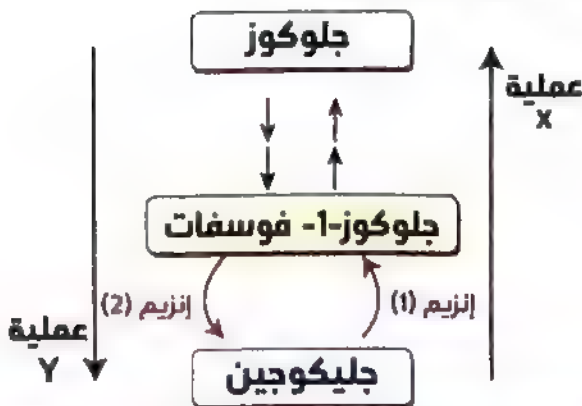 جلوكوز
عملية
X
جلوكوز-1- فوسفات
إنزيم (2)
إنزيم (1)
عملية
Y
جليكوجين